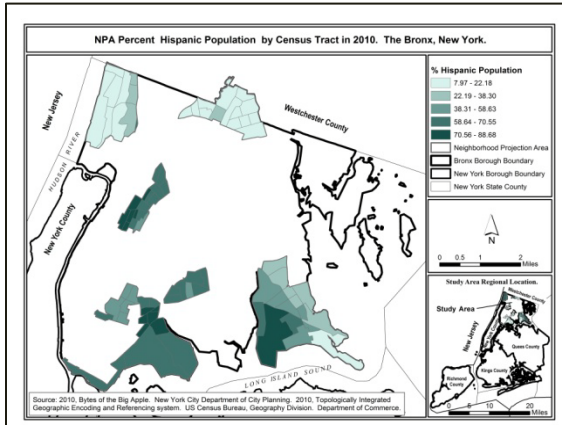 NPA Percent Hispanic Population by Census Tract in 2010. The Bronx, New York.
% Hispanic Population
7.97 - 22.18
22.19 - 38.30
38.31 - 58.63
58.64 - 70.55
70.56 - 88.68
Neighborhood Projection Area
Bronx Borough Boundary
New York Borough Boundary
New York State County
New Jersey
HUDSON RIVER
New York County
Westchester County
LONG ISLAND SOUND
N
0 0.5 1 2
Miles
Study Area Regional Location.
Westchester County
Study Area
New Jersey
New York County
Queens County
Kings County
Richmond
County
0 10 20
Miles
Source: 2010, Bytes of the Big Apple. New York City Department of City Planning. 2010, Topologically Integrated
Geographic Encoding and Referencing system. US Census Bureau, Geography Division. Department of Commerce.